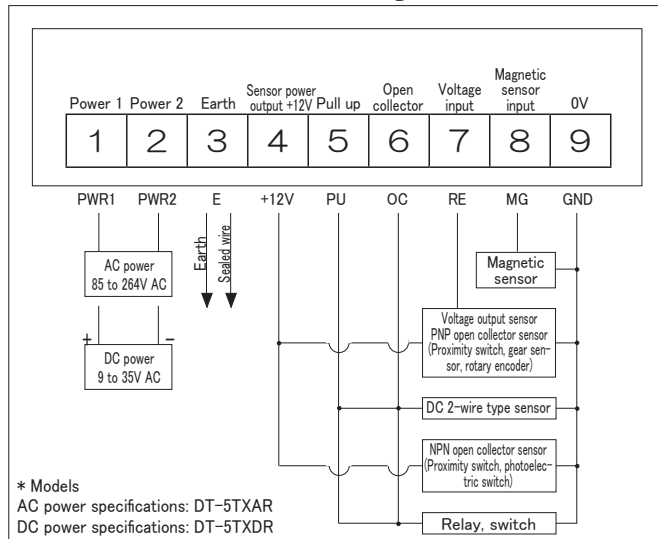 Magnetic
sensor
input
Power 1 Power 2 Earth Sensor power
output +12V Pull up Open
collector Voltage
input 0V
1 2 3 4 5 6 7 8 9
PWR1 PWR2 E +12V PU OC RE MG GND
Earth
Sealed wire
AC power
85 to 264V AC
Magnetic
sensor
+ −
DC power
9 to 35V AC
Voltage output sensor
PNP open collector sensor
(Proximity switch, gear sen-
sor, rotary encoder)
DC 2-wire type sensor
NPN open collector sensor
(Proximity switch, photoelec-
tric switch)
Relay, switch
* Models
AC power specifications: DT-5TXAR
DC power specifications: DT-5TXDR